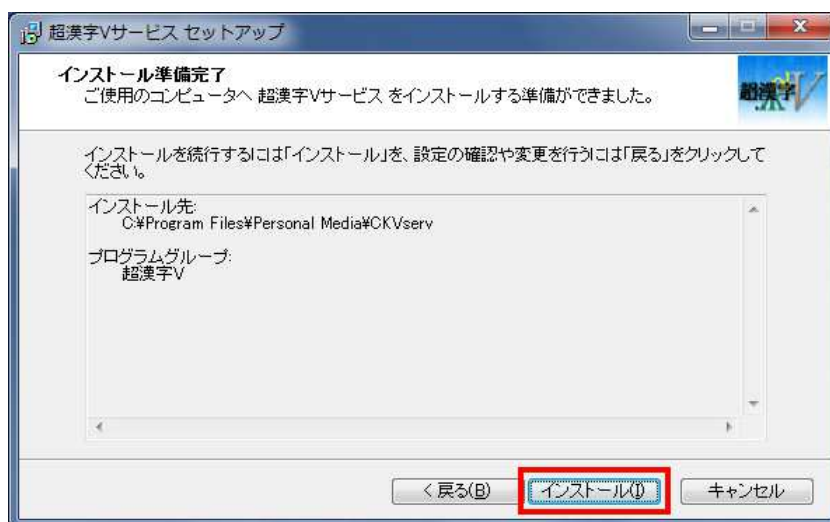 超漢字Vサービス セットアップ
インストール準備完了
ご使用のコンピュータへ 超漢字Vサービス をインストールする準備ができました。
超漢字V
インストールを続行するには「インストール」を、設定の確認や変更を行うには「戻る」をクリックして
ください。
インストール先:
C:¥Program Files¥Personal Media¥CKVserv
プログラムグループ:
超漢字V
< 戻る(B)
インストール(I)
キャンセル